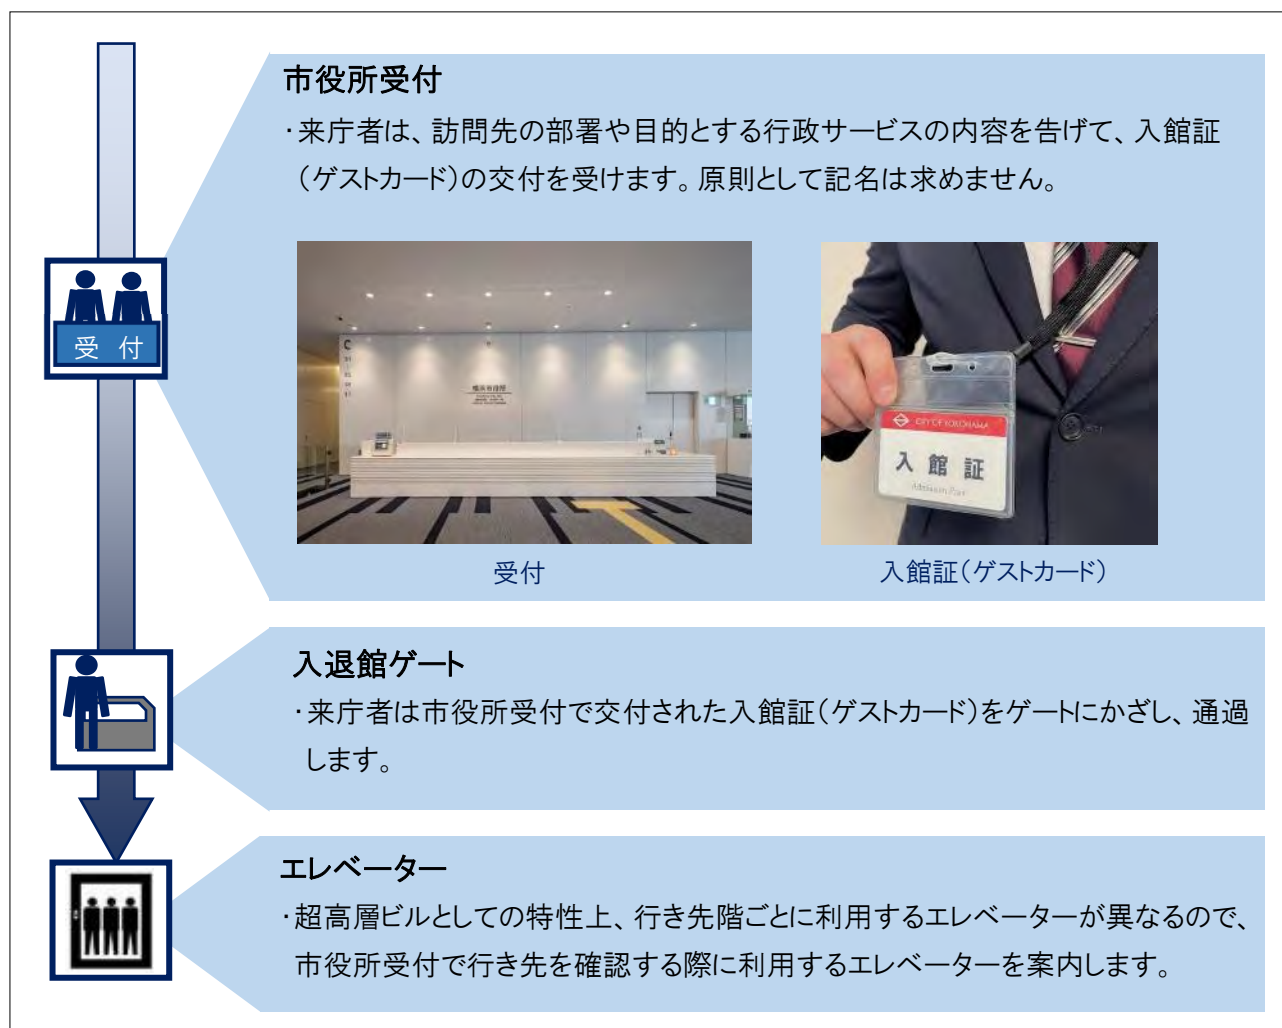 市役所受付
・来庁者は、訪問先の部署や目的とする行政サービスの内容を告げて、入館証
（ゲストカード）の交付を受けます。原則として記名は求めません。
受 付
C
横浜市役所
CITY OF YOKOHAMA
入 館 証
Admission Pass
受付
入館証（ゲストカード）
入退館ゲート
・来庁者は市役所受付で交付された入館証（ゲストカード）をゲートにかざし、通過
します。
エレベーター
・超高層ビルとしての特性上、行き先階ごとに利用するエレベーターが異なるので、
市役所受付で行き先を確認する際に利用するエレベーターを案内します。